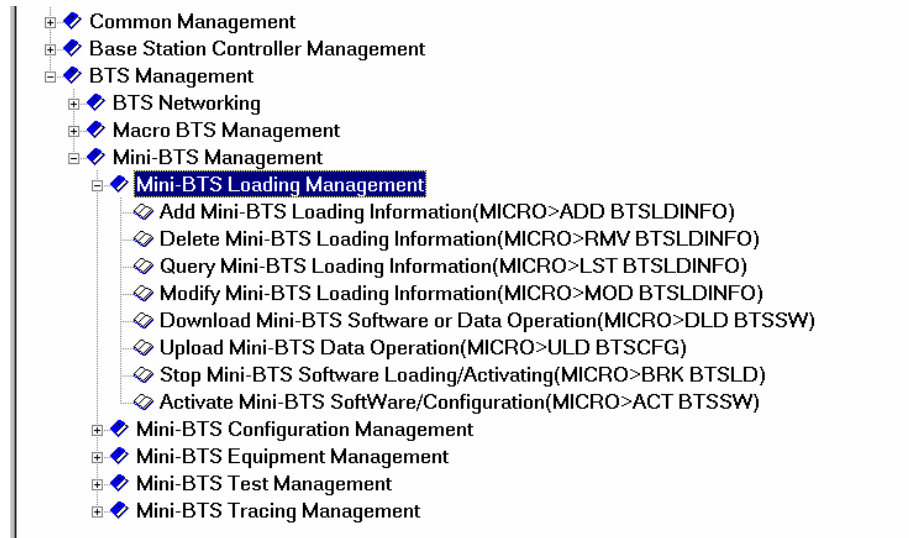 Common Management
Base Station Controller Management
BTS Management
BTS Networking
Macro BTS Management
Mini-BTS Management
Mini-BTS Loading Management
Add Mini-BTS Loading Information(MICRO>ADD BTSLDINFO)
Delete Mini-BTS Loading Information(MICRO>RMV BTSLDINFO)
Query Mini-BTS Loading Information(MICRO>LST BTSLDINFO)
Modify Mini-BTS Loading Information(MICRO>MOD BTSLDINFO)
Download Mini-BTS Software or Data Operation(MICRO>DLD BTSSW)
Upload Mini-BTS Data Operation(MICRO>ULD BTSCFG)
Stop Mini-BTS Software Loading/Activating(MICRO>BRK BTSLD)
Activate Mini-BTS SoftWare/Configuration(MICRO>ACT BTSSW)
Mini-BTS Configuration Management
Mini-BTS Equipment Management
Mini-BTS Test Management
Mini-BTS Tracing Management